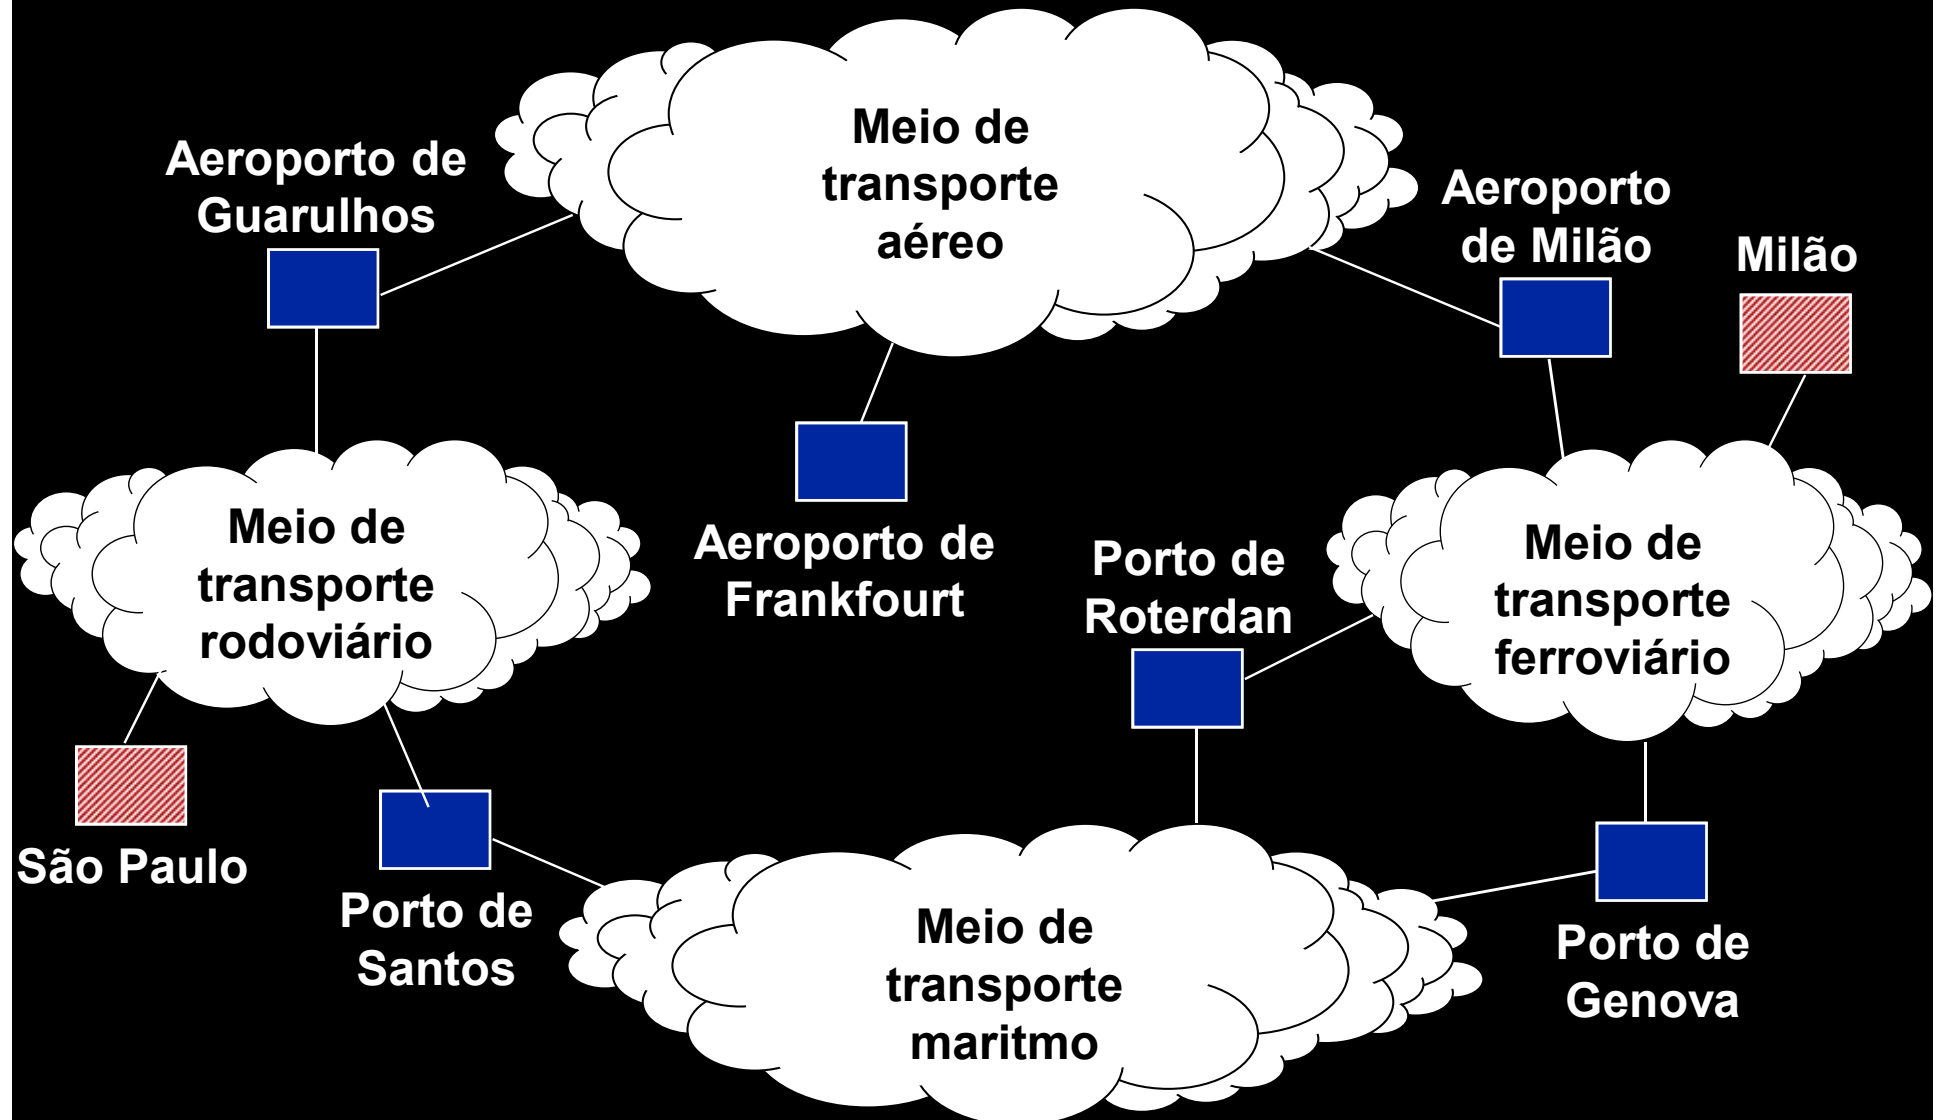 Meio de
transporte
aéreo
Aeroporto de
Guarulhos
Aeroporto
de Milão
Milão
Meio de
transporte
rodoviário
Aeroporto de
Frankfourt
Porto de
Roterdan
Meio de
transporte
ferroviário
São Paulo
Porto de
Santos
Meio de
transporte
maritmo
Porto de
Genova